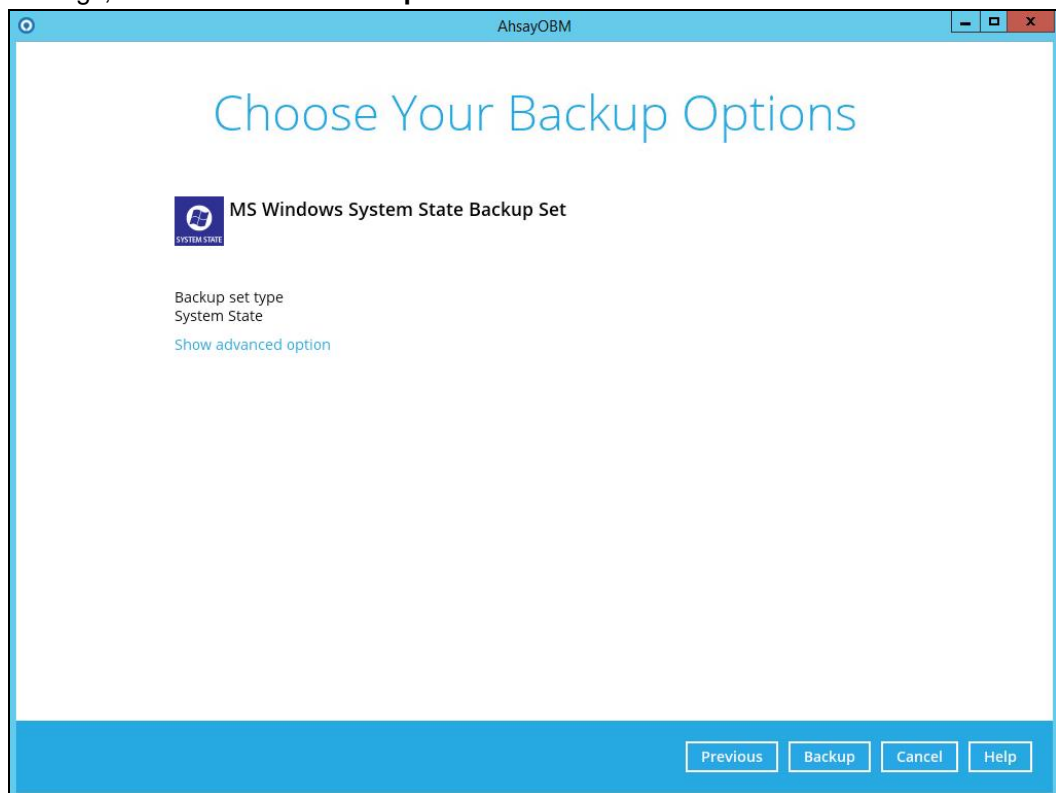 AhsayOBM
Choose Your Backup Options
SYSTEM STATE
MS Windows System State Backup Set
Backup set type
System State
Show advanced option
Previous Backup Cancel Help